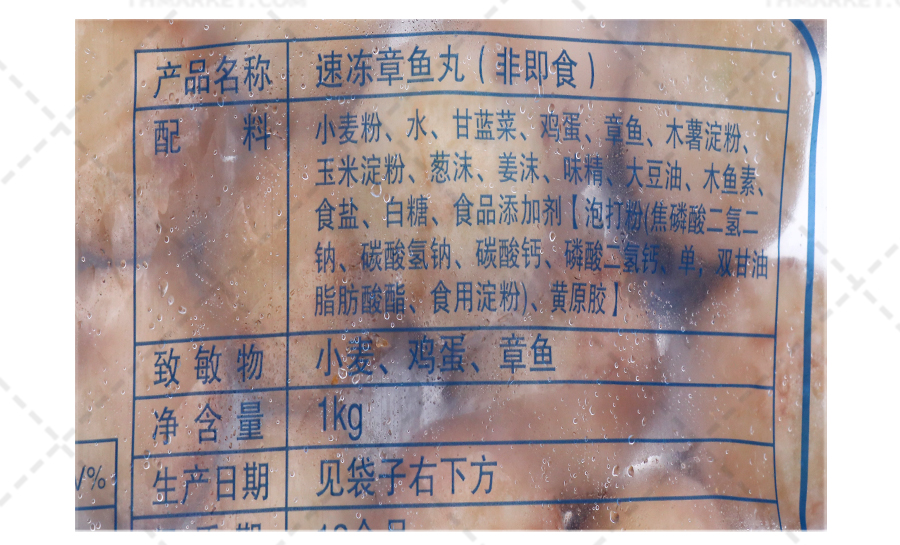 THMARKET.COM
产品名称 速冻章鱼丸(非即食)
配料 小麦粉、水、甘蓝菜、鸡蛋、章鱼、木薯淀粉、
玉米淀粉、葱沫、姜沫、味精、大豆油、木鱼素、
食盐、白糖、食品添加剂【泡打粉(焦磷酸二氢二
钠、碳酸氢钠、碳酸钙、磷酸二氢钙、单,双甘油
脂肪酸酯、食用淀粉)、黄原胶】
致敏物 小麦、鸡蛋、章鱼
净含量 1kg
V% 生产日期 见袋子右下方